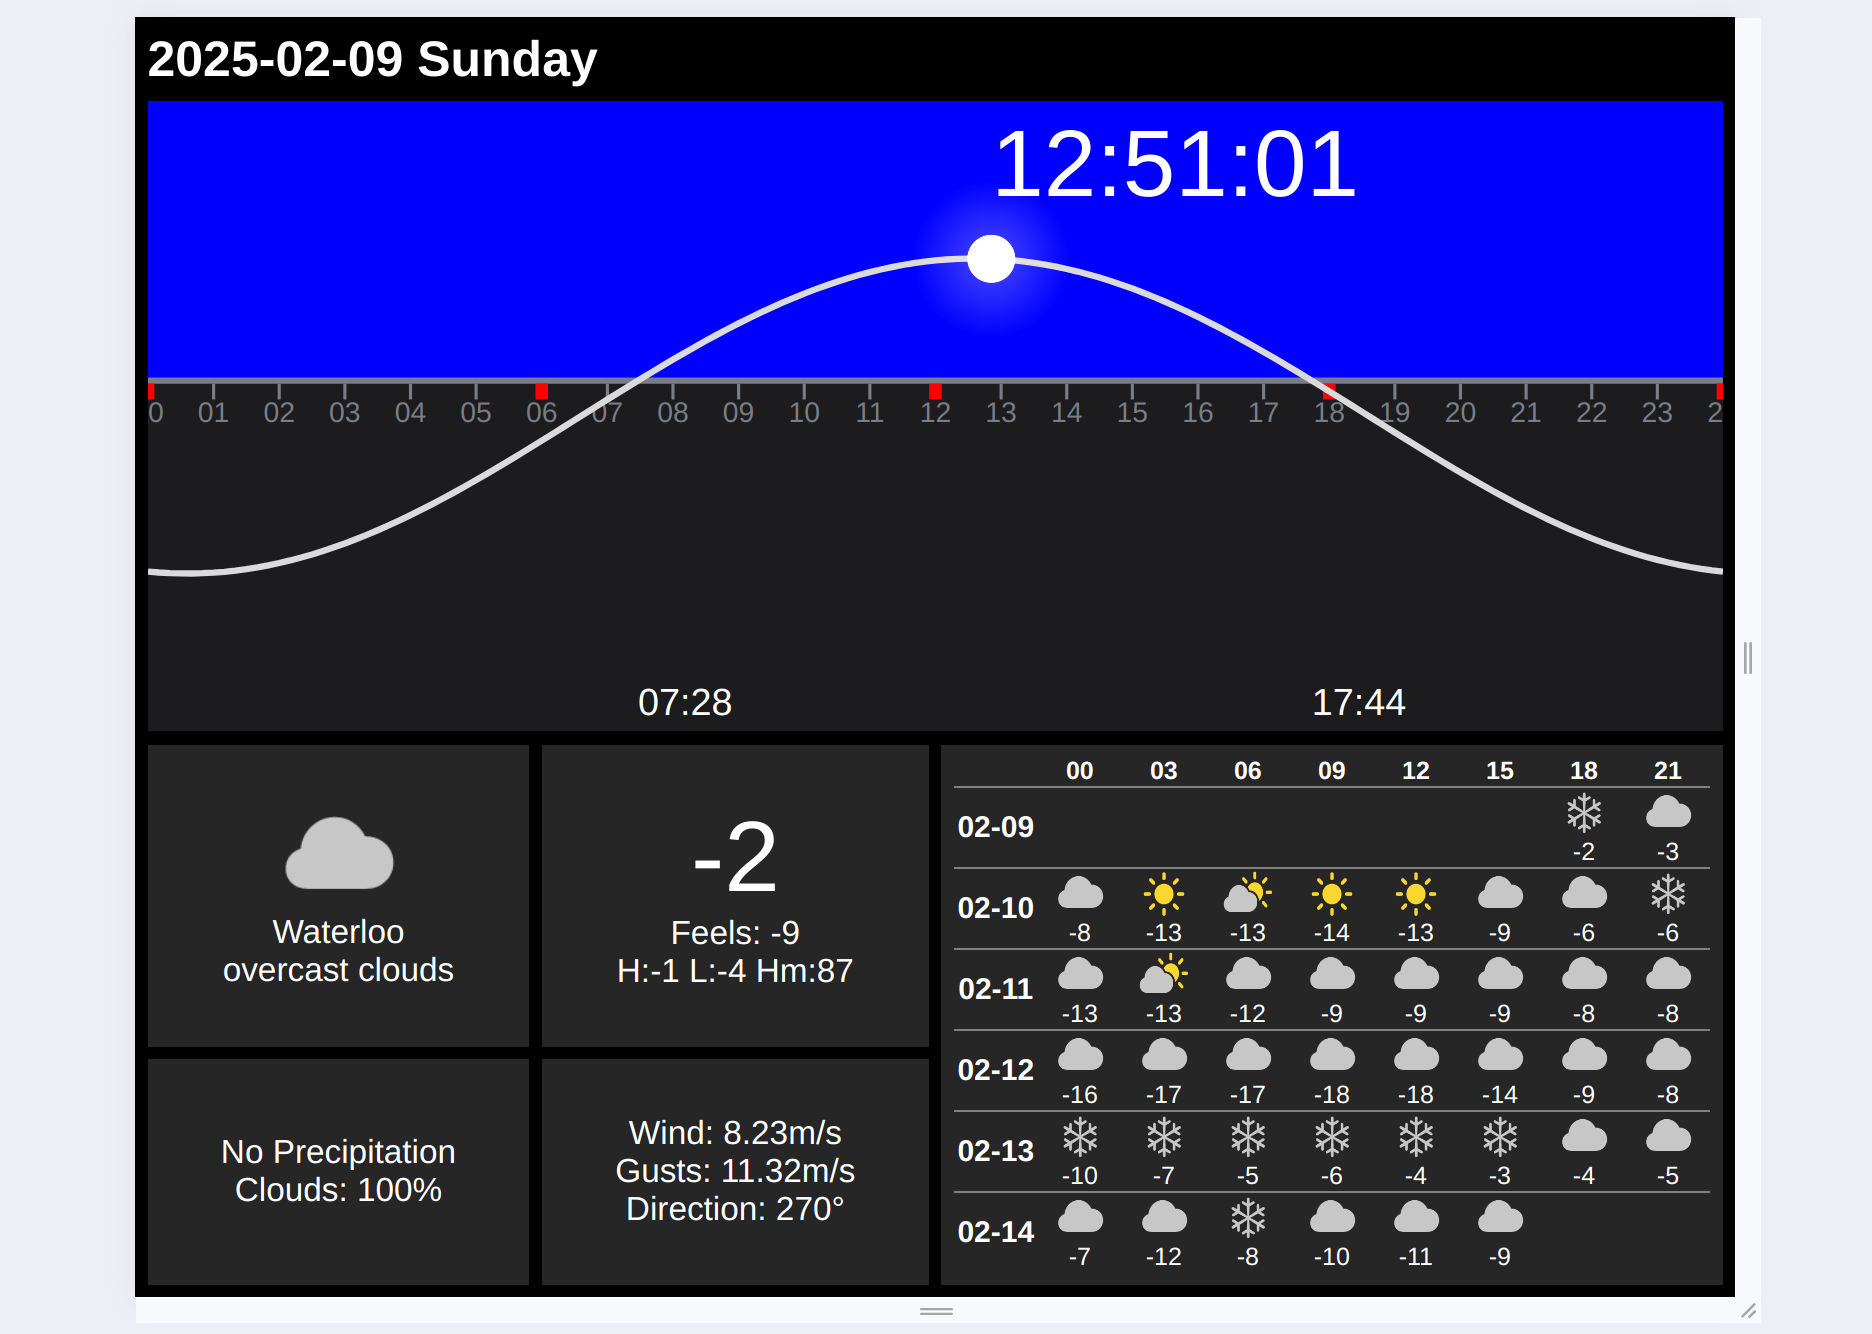 2025-02-09 Sunday
12:51:01
0 01 02 03 04 05 06 07 08 09 10 11 12 13 14 15 16 17 18 19 20 21 22 23 2
07:28 17:44
Waterloo
overcast clouds
-2
Feels: -9
H:-1 L:-4 Hm:87
No Precipitation
Clouds: 100%
Wind: 8.23m/s
Gusts: 11.32m/s
Direction: 270°
00 03 06 09 12 15 18 21
02-09
-2 -3
02-10
-8 -13 -13 -14 -13 -9 -6 -6
02-11
-13 -13 -12 -9 -9 -9 -8 -8
02-12
-16 -17 -17 -18 -18 -14 -9 -8
02-13
-10 -7 -5 -6 -4 -3 -4 -5
02-14
-7 -12 -8 -10 -11 -9